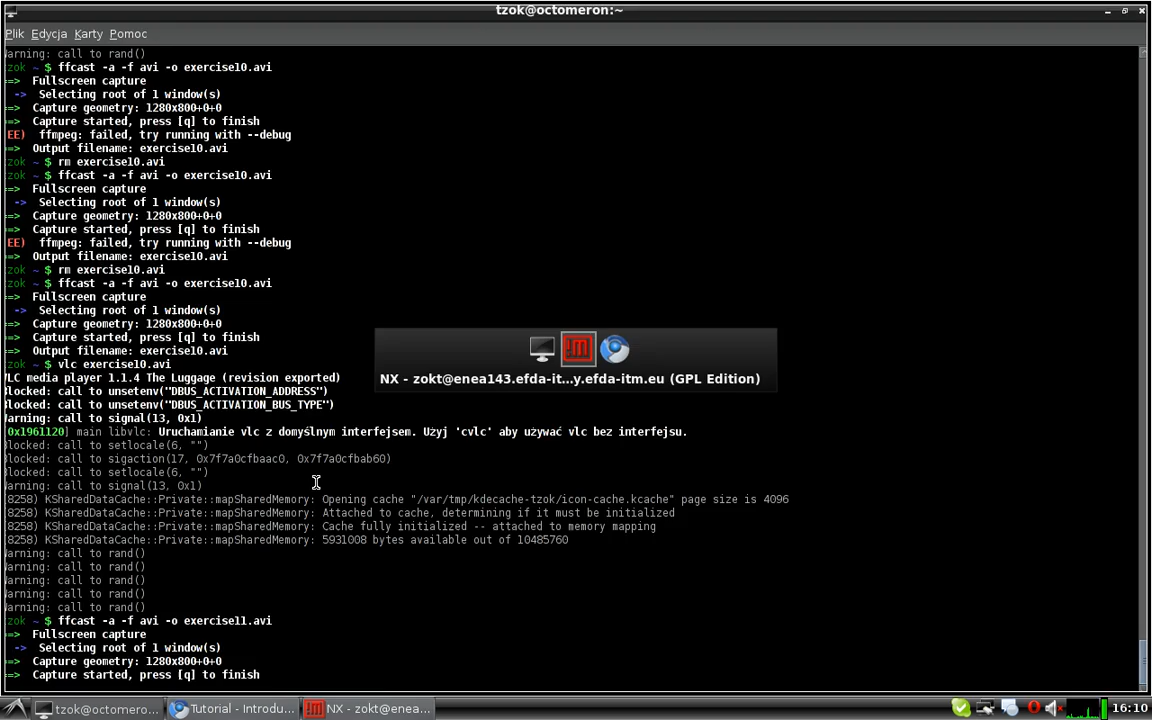 tzok@octomeron:~
Plik Edycja Karty Pomoc
arning: call to rand()
zok ~ $ ffcast -a -f avi -o exercise10.avi
=> Fullscreen capture
-> Selecting root of 1 window(s)
=> Capture geometry: 1280x800+0+0
=> Capture started, press [q] to finish
EE) ffmpeg: failed, try running with --debug
=> Output filename: exercise10.avi
zok ~ $ rm exercise10.avi
zok ~ $ ffcast -a -f avi -o exercise10.avi
=> Fullscreen capture
-> Selecting root of 1 window(s)
=> Capture geometry: 1280x800+0+0
=> Capture started, press [q] to finish
EE) ffmpeg: failed, try running with --debug
=> Output filename: exercise10.avi
zok ~ $ rm exercise10.avi
zok ~ $ ffcast -a -f avi -o exercise10.avi
=> Fullscreen capture
-> Selecting root of 1 window(s)
=> Capture geometry: 1280x800+0+0
=> Capture started, press [q] to finish
=> Output filename: exercise10.avi
zok ~ $ vlc exercise10.avi
VLC media player 1.1.4 The Luggage (revision exported)
locked: call to unsetenv("DBUS_ACTIVATION_ADDRESS")
locked: call to unsetenv("DBUS_ACTIVATION_BUS_TYPE")
arning: call to signal(13, 0x1)
0x1961120] main libvlc: Uruchamianie vlc z domyślnym interfejsem. Użyj 'cvlc' aby używać vlc bez interfejsu.
locked: call to setlocale(6, "")
locked: call to sigaction(17, 0x7f7a0cfbaac0, 0x7f7a0cfbab60)
locked: call to setlocale(6, "")
arning: call to signal(13, 0x1)
8258) KSharedDataCache::Private::mapSharedMemory: Opening cache "/var/tmp/kdecache-tzok/icon-cache.kcache" page size is 4096
8258) KSharedDataCache::Private::mapSharedMemory: Attached to cache, determining if it must be initialized
8258) KSharedDataCache::Private::mapSharedMemory: Cache fully initialized -- attached to memory mapping
8258) KSharedDataCache::Private::mapSharedMemory: 5931008 bytes available out of 10485760
arning: call to rand()
arning: call to rand()
arning: call to rand()
arning: call to rand()
arning: call to rand()
zok ~ $ ffcast -a -f avi -o exercise11.avi
=> Fullscreen capture
-> Selecting root of 1 window(s)
=> Capture geometry: 1280x800+0+0
=> Capture started, press [q] to finish
NX - zokt@enea143.efda-it...y.efda-itm.eu (GPL Edition)
tzok@octomeron:... Tutorial - Introdu... NX - zokt@enea... 16:10